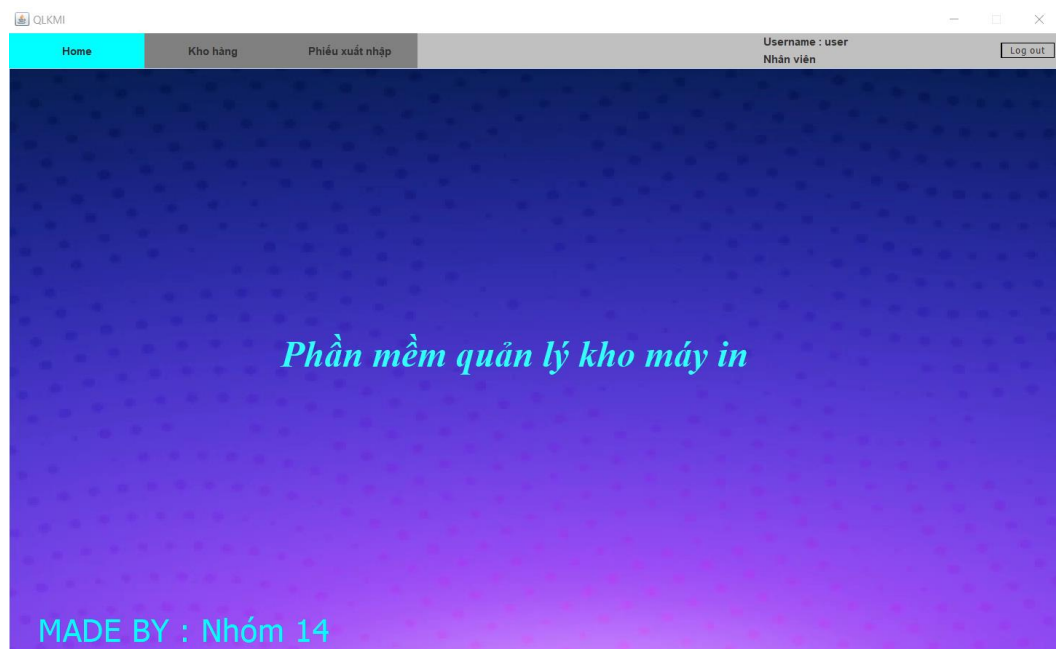 QLKMI
Home Kho hàng Phiếu xuất nhập Username : user
Nhân viên
Log out
Phần mềm quản lý kho máy in
MADE BY : Nhóm 14